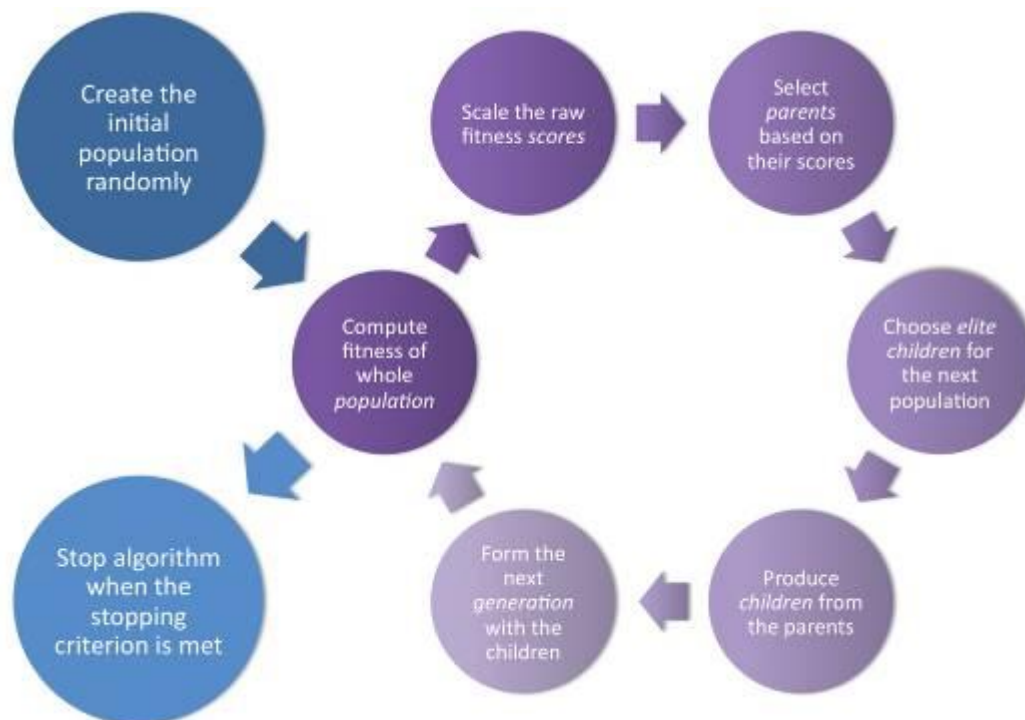 Create the
initial
population
randomly
Scale the raw
fitness scores
Select
parents
based on
their scores
Compute
fitness of
whole
population
Choose elite
children for
the next
population
Stop algorithm
when the
stopping
criterion is met
Form the
next
generation
with the
children
Produce
children from
the parents